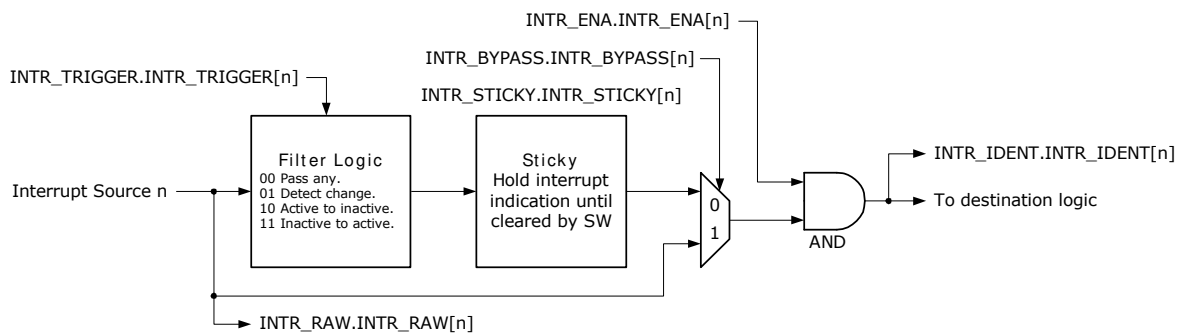 INTR_ENA.INTR_ENA[n]
INTR_BYPASS.INTR_BYPASS[n]
INTR_TRIGGER.INTR_TRIGGER[n]
INTR_STICKY.INTR_STICKY[n]
Filter Logic
00 Pass any.
01 Detect change.
10 Active to inactive.
11 Inactive to active.
Sticky
Hold interrupt
indication until
cleared by SW
INTR_IDENT.INTR_IDENT[n]
Interrupt Source n
0
1
To destination logic
AND
INTR_RAW.INTR_RAW[n]